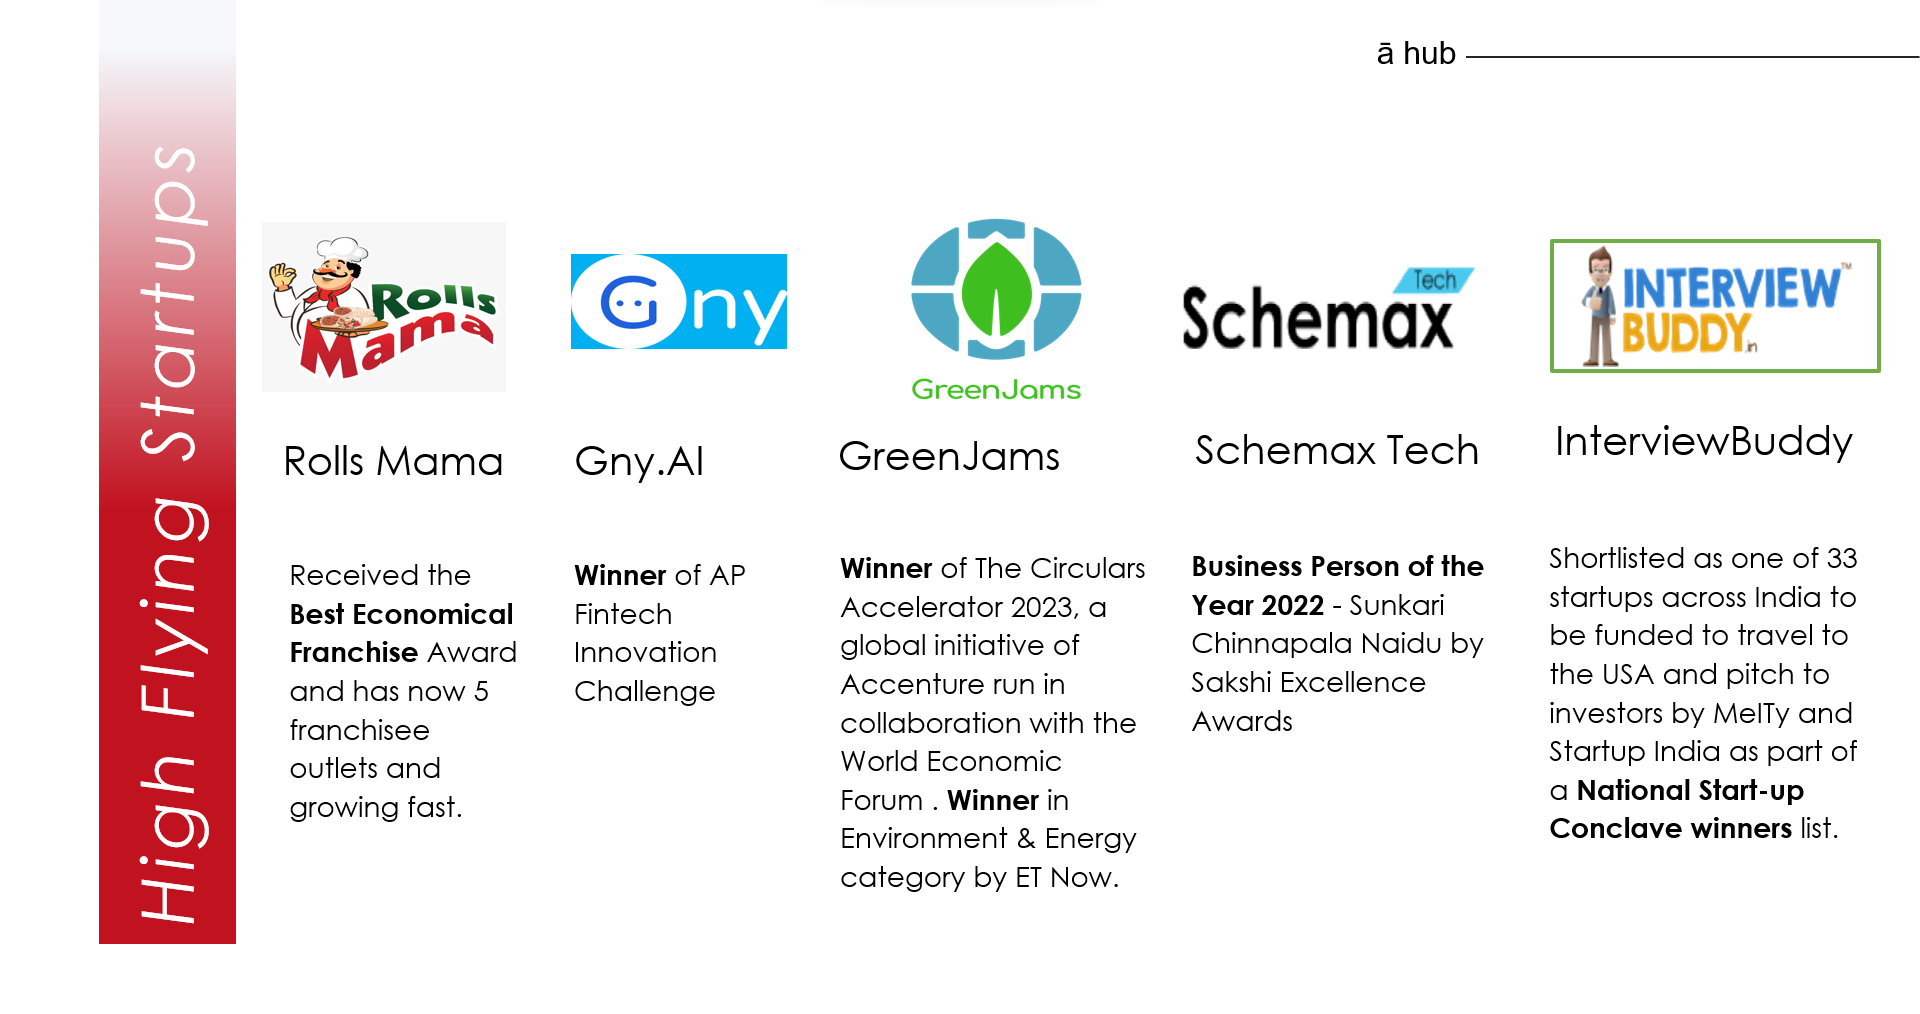 ā hub
High Flying Startups
Rolls
Mama
Rolls Mama
Received the
Best Economical
Franchise Award
and has now 5
franchisee
outlets and
growing fast.
Gny
Gny.AI
Winner of AP
Fintech
Innovation
Challenge
GreenJams
GreenJams
Winner of The Circulars
Accelerator 2023, a
global initiative of
Accenture run in
collaboration with the
World Economic
Forum . Winner in
Environment & Energy
category by ET Now.
Tech
Schemax
Schemax Tech
Business Person of the
Year 2022 - Sunkari
Chinnapala Naidu by
Sakshi Excellence
Awards
INTERVIEW™
BUDDY.in
InterviewBuddy
Shortlisted as one of 33
startups across India to
be funded to travel to
the USA and pitch to
investors by MeITy and
Startup India as part of
a National Start-up
Conclave winners list.